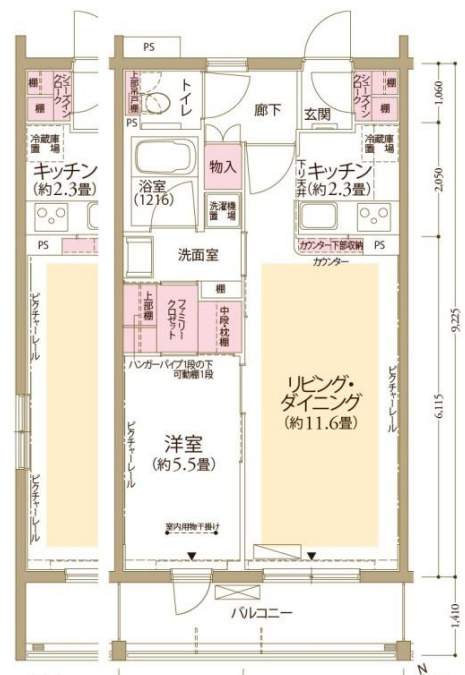 PS
棚
シューズイン
クローク
棚
冷蔵庫
置場
キッチン
(約2.3畳)
PS
ピクチャーレール
ピクチャーレール
上部吊戸棚
トイレ
PS
廊下
玄関
シューズイン
クローク
棚
棚
物入
浴室
(1216)
洗濯機
置場
下り天井
冷蔵庫
置場
キッチン
(約2.3畳)
洗面室
カウンター下部収納
PS
カウンター
棚
上部棚
ファミリー
クロゼット
中段・枕棚
ハンガーパイプ1段の下
可動棚1段
リビング・
ダイニング
(約11.6畳)
ピクチャーレール
洋室
(約5.5畳)
ピクチャーレール
室内用物干掛け
バルコニー
1,060
2,050
6,115
9,225
1,410
N